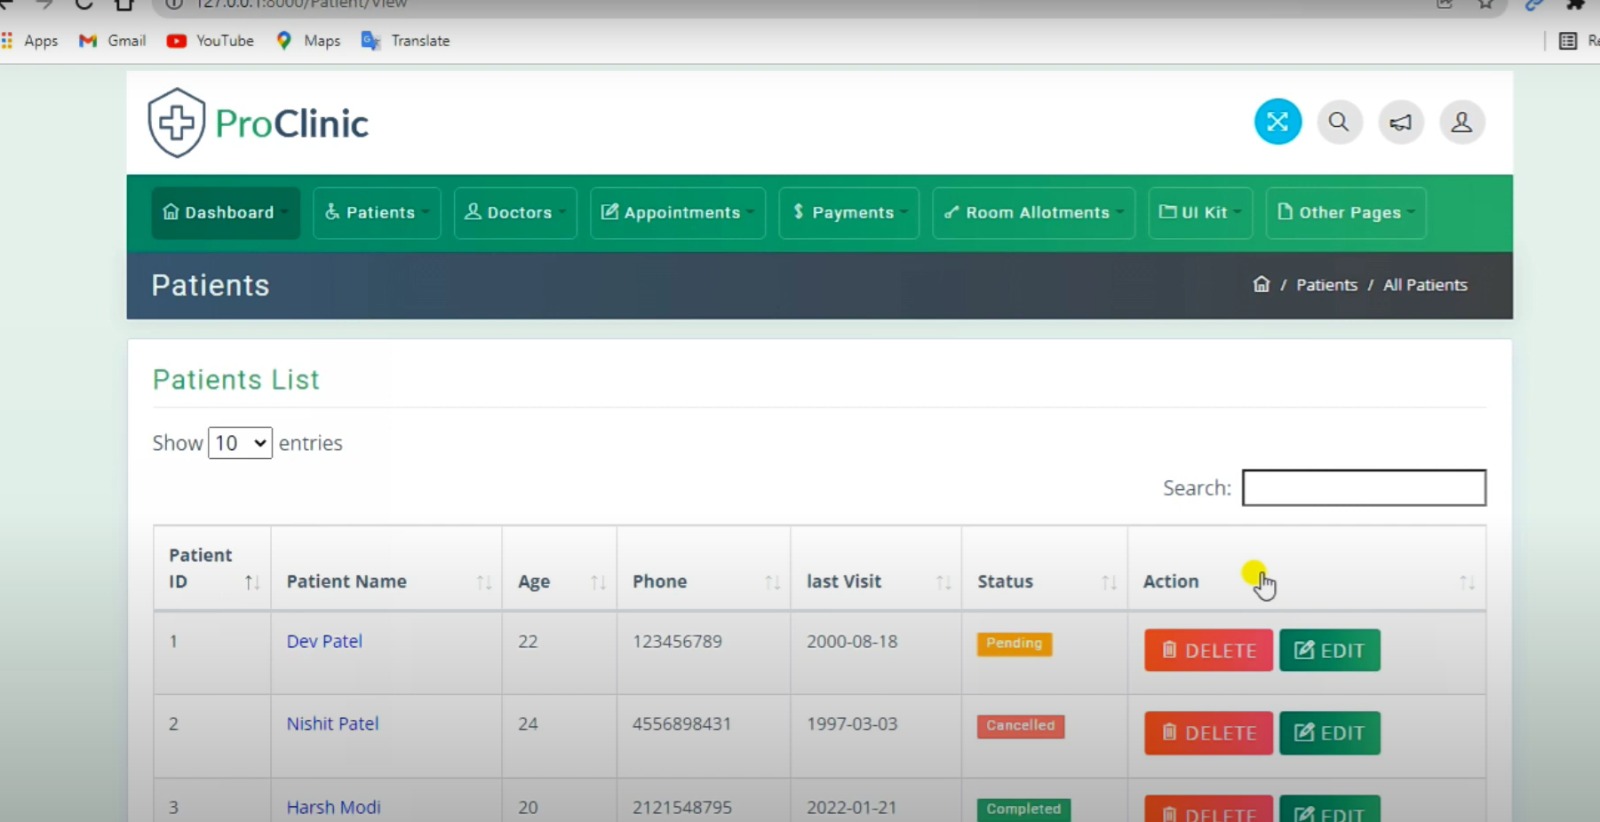 127.0.0.1:8000/Patient/View
Apps Gmail YouTube Maps Translate
ProClinic
Dashboard Patients Doctors Appointments $ Payments Room Allotments UI Kit Other Pages
Patients / Patients / All Patients
Patients List
Show 10 entries
Search:
Patient ID Patient Name Age Phone last Visit Status Action
1 Dev Patel 22 123456789 2000-08-18 Pending DELETE EDIT
2 Nishit Patel 24 4556898431 1997-03-03 Cancelled DELETE EDIT
3 Harsh Modi 20 2121548795 2022-01-21 Completed DELETE EDIT